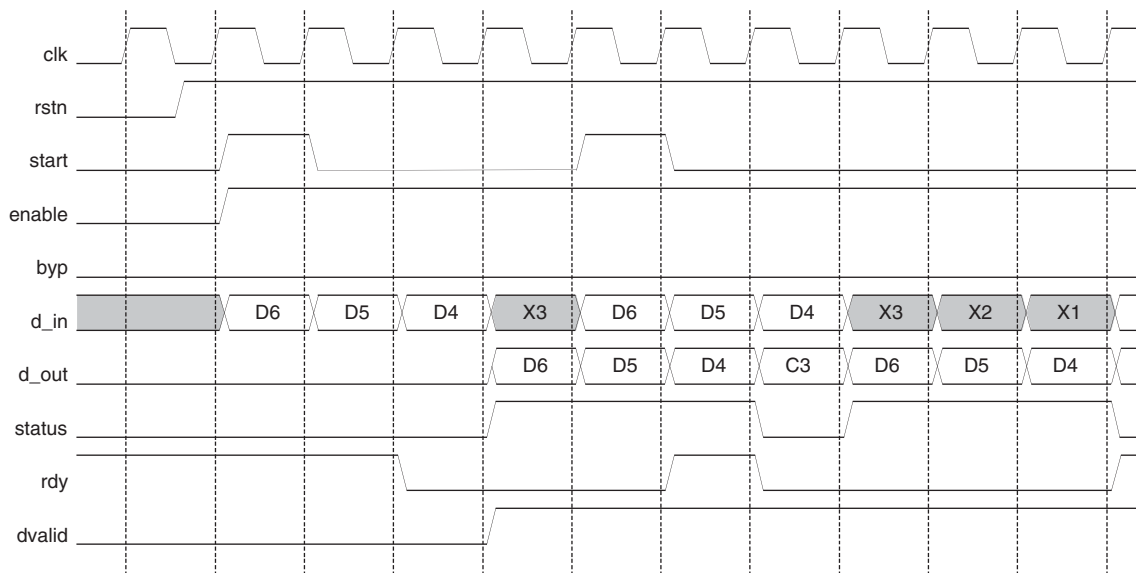 clk
rstn
start
enable
byp
d_in D6 D5 D4 X3 D6 D5 D4 X3 X2 X1
d_out D6 D5 D4 C3 D6 D5 D4
status
rdy
dvalid